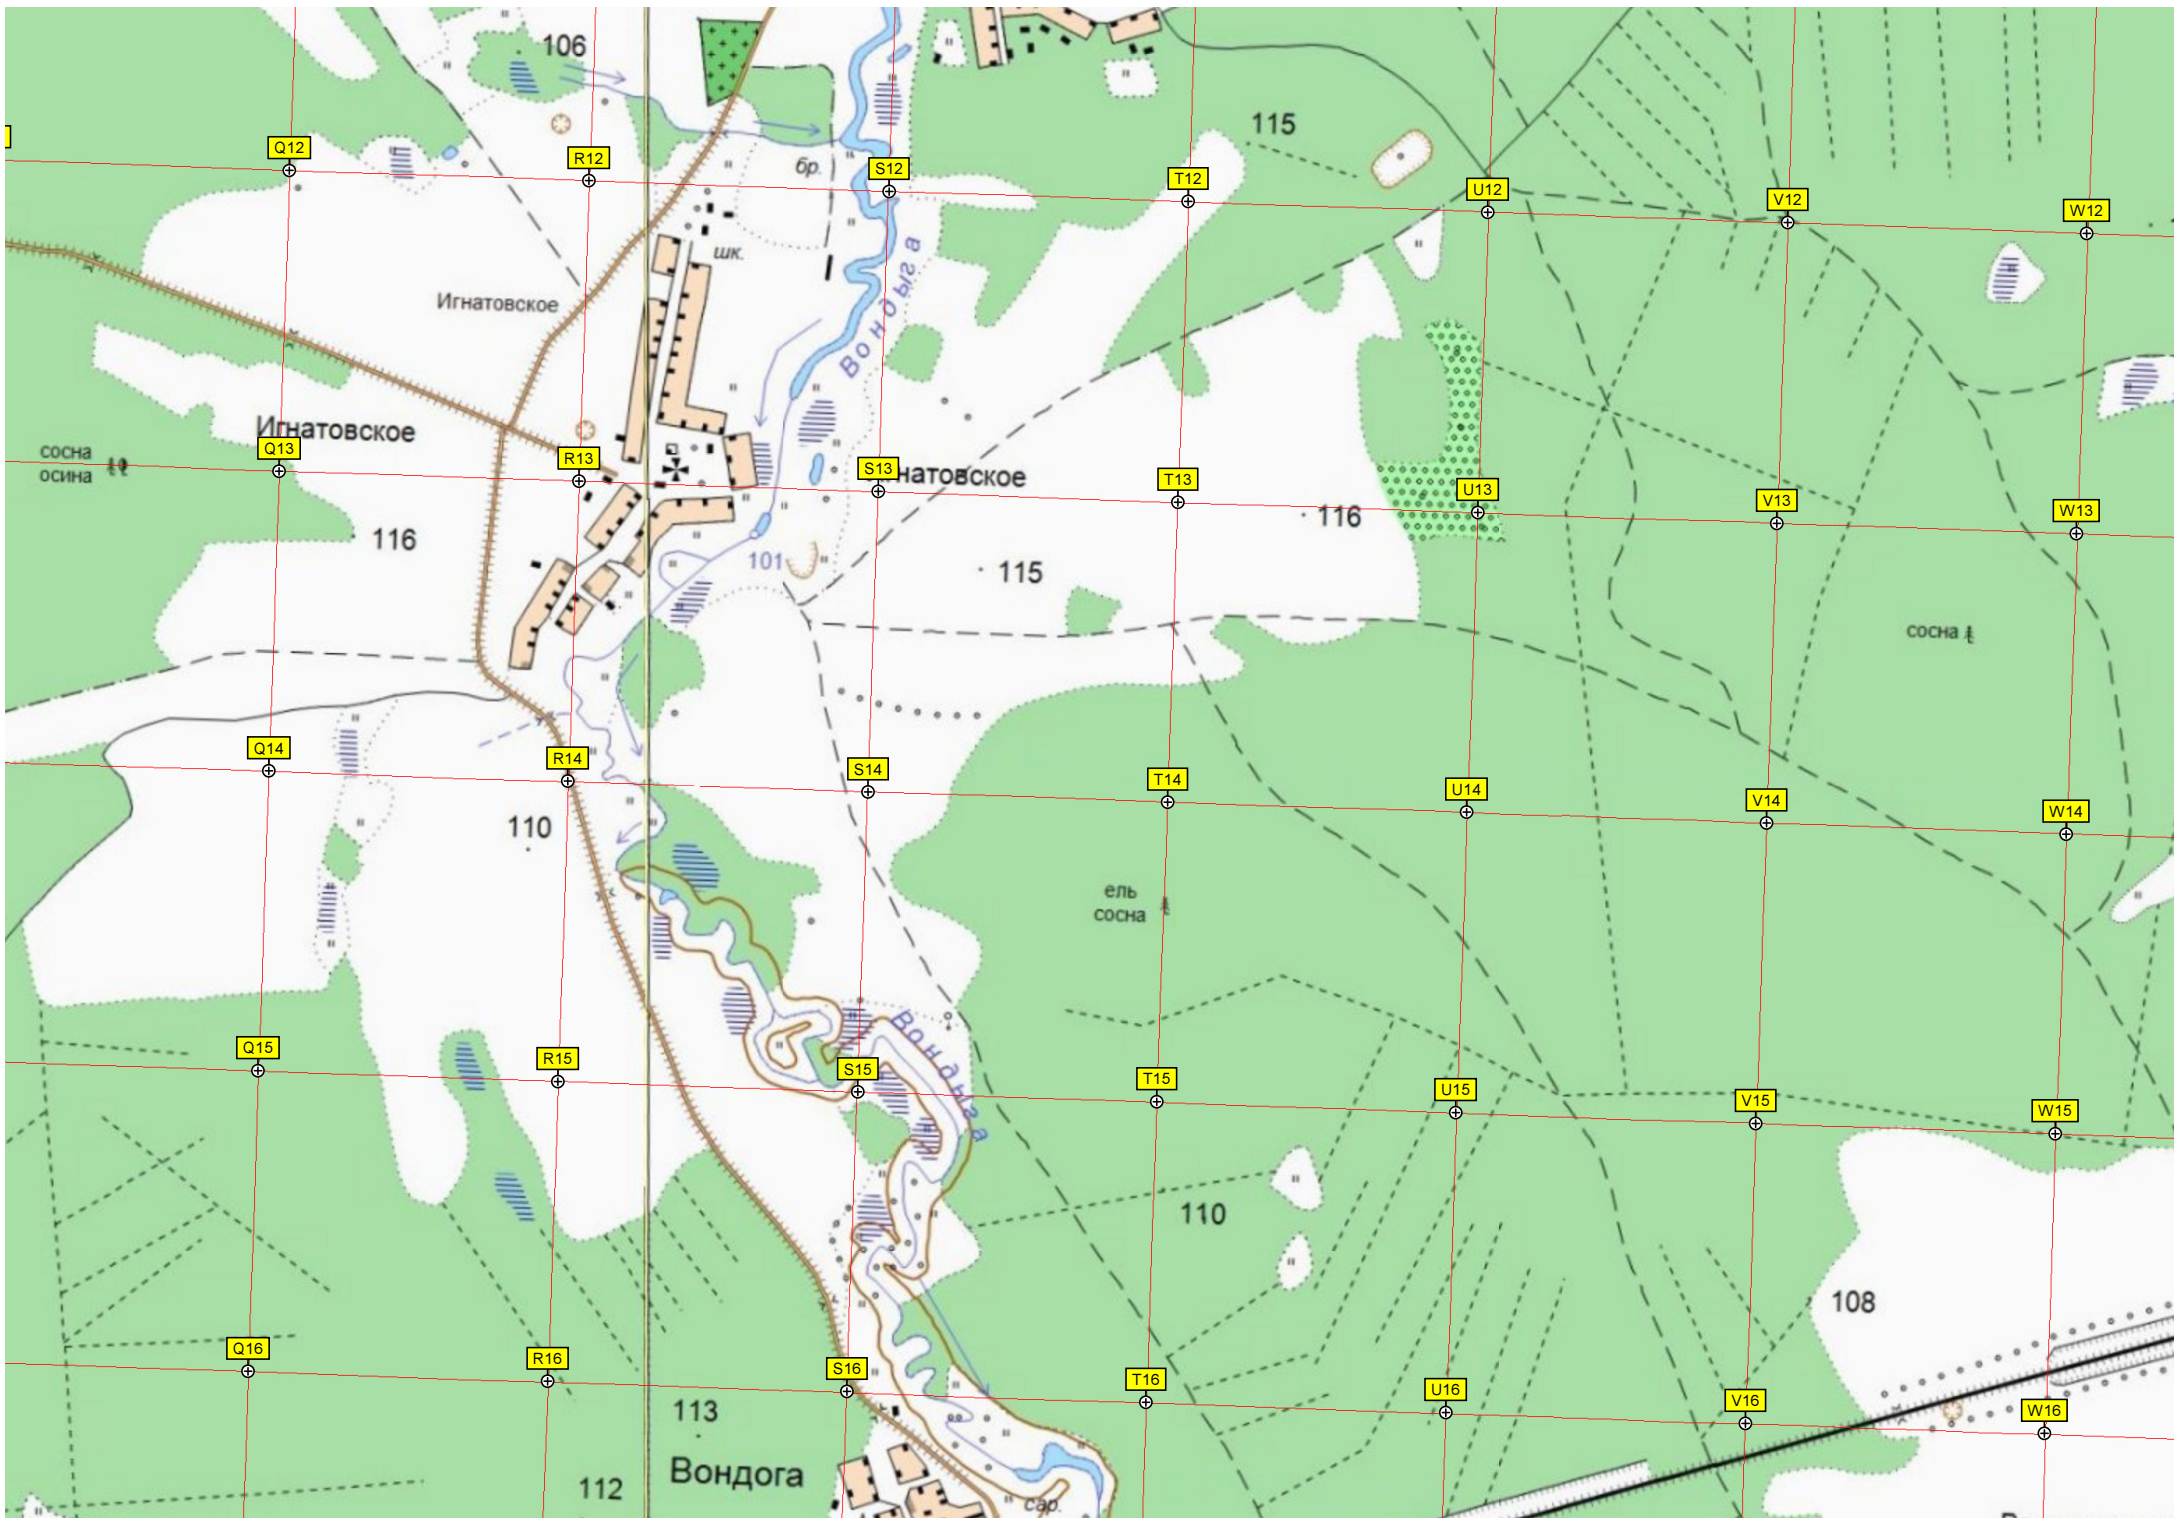 106
115
Q12
R12
бр.
S12
T12
U12
V12
W12
шк.
Вондыга
Игнатовское
Игнатовское
сосна
осина
Q13
R13
S13
натовское
T13
116
U13
V13
W13
116
101
115
сосна
Q14
R14
S14
T14
U14
V14
W14
110
ель
сосна
Вондыга
Q15
R15
S15
T15
U15
V15
W15
110
108
Q16
R16
S16
T16
U16
V16
W16
113
Вондога
112
сар.